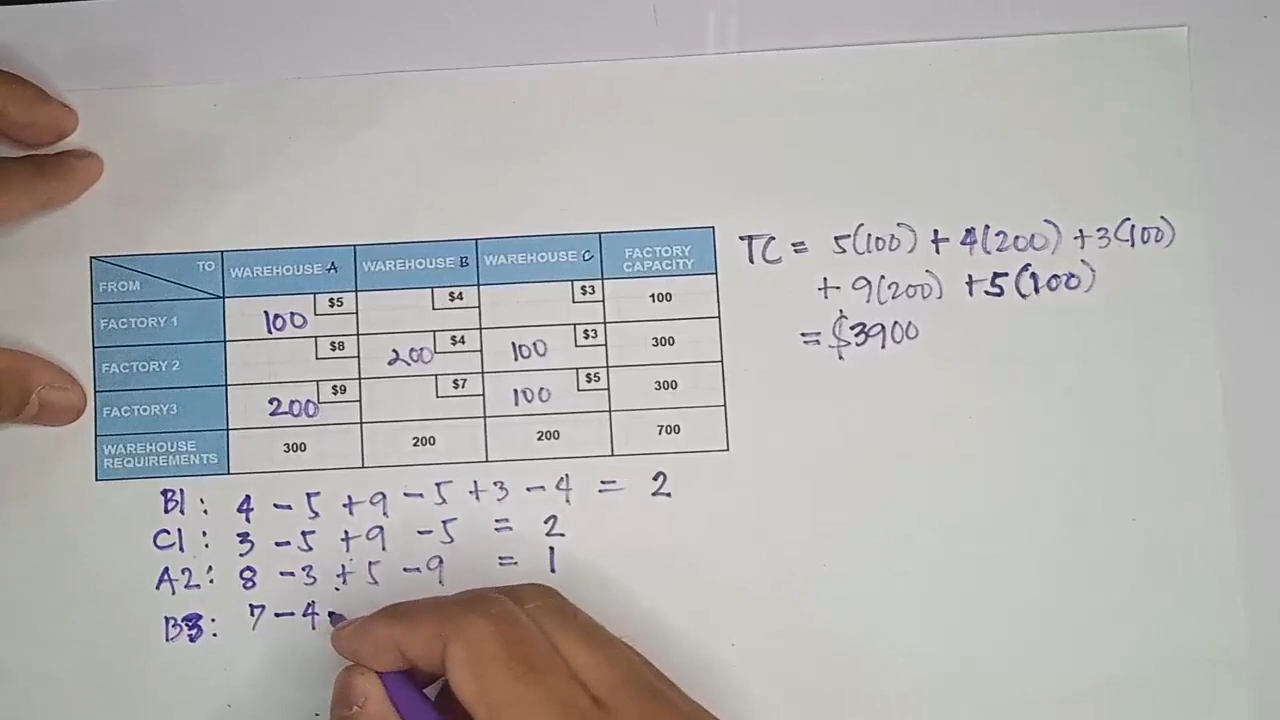 TO
FROM
WAREHOUSE A
WAREHOUSE B
WAREHOUSE C
FACTORY CAPACITY
FACTORY 1
100
$5
$4
$3
100
FACTORY 2
$8
200
$4
100
$3
300
FACTORY3
200
$9
$7
100
$5
300
WAREHOUSE REQUIREMENTS
300
200
200
700
TC = 5(100) + 4(200) + 3(100)
+ 9(200) + 5(100)
= $3900
B1: 4 - 5 + 9 - 5 + 3 - 4 = 2
C1: 3 - 5 + 9 - 5 = 2
A2: 8 - 3 + 5 - 9 = 1
B3: 7 - 4